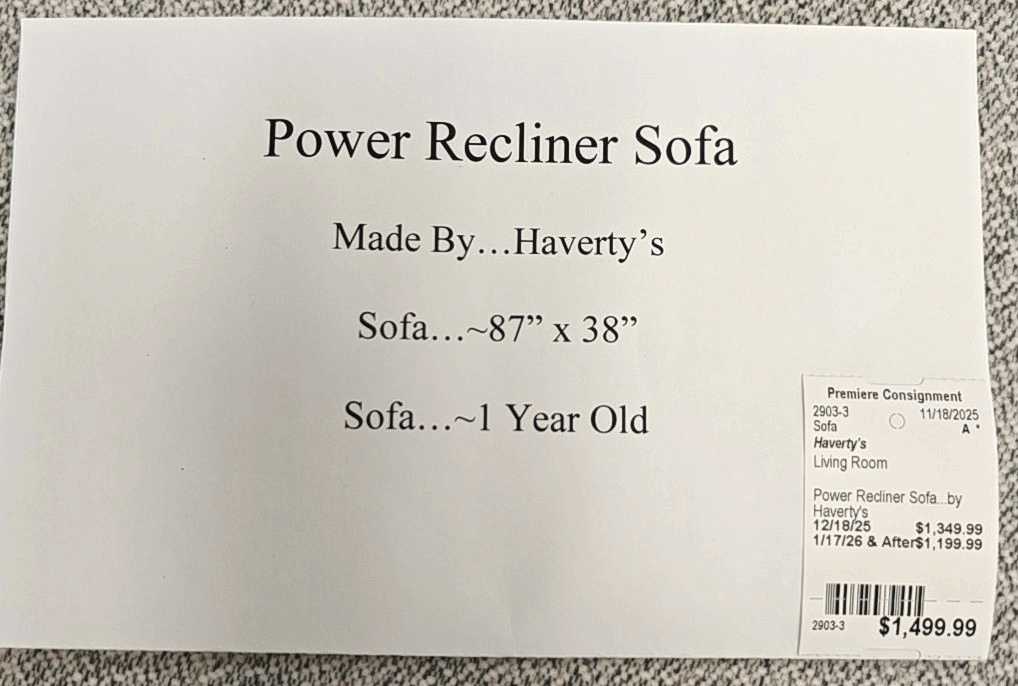 Power Recliner Sofa
Made By…Haverty’s
Sofa…~87” x 38”
Sofa…~1 Year Old
Premiere Consignment
2903-3 11/18/2025
Sofa A *
Haverty's
Living Room
Power Recliner Sofa...by
Haverty's
12/18/25 $1,349.99
1/17/26 & After$1,199.99
2903-3 $1,499.99